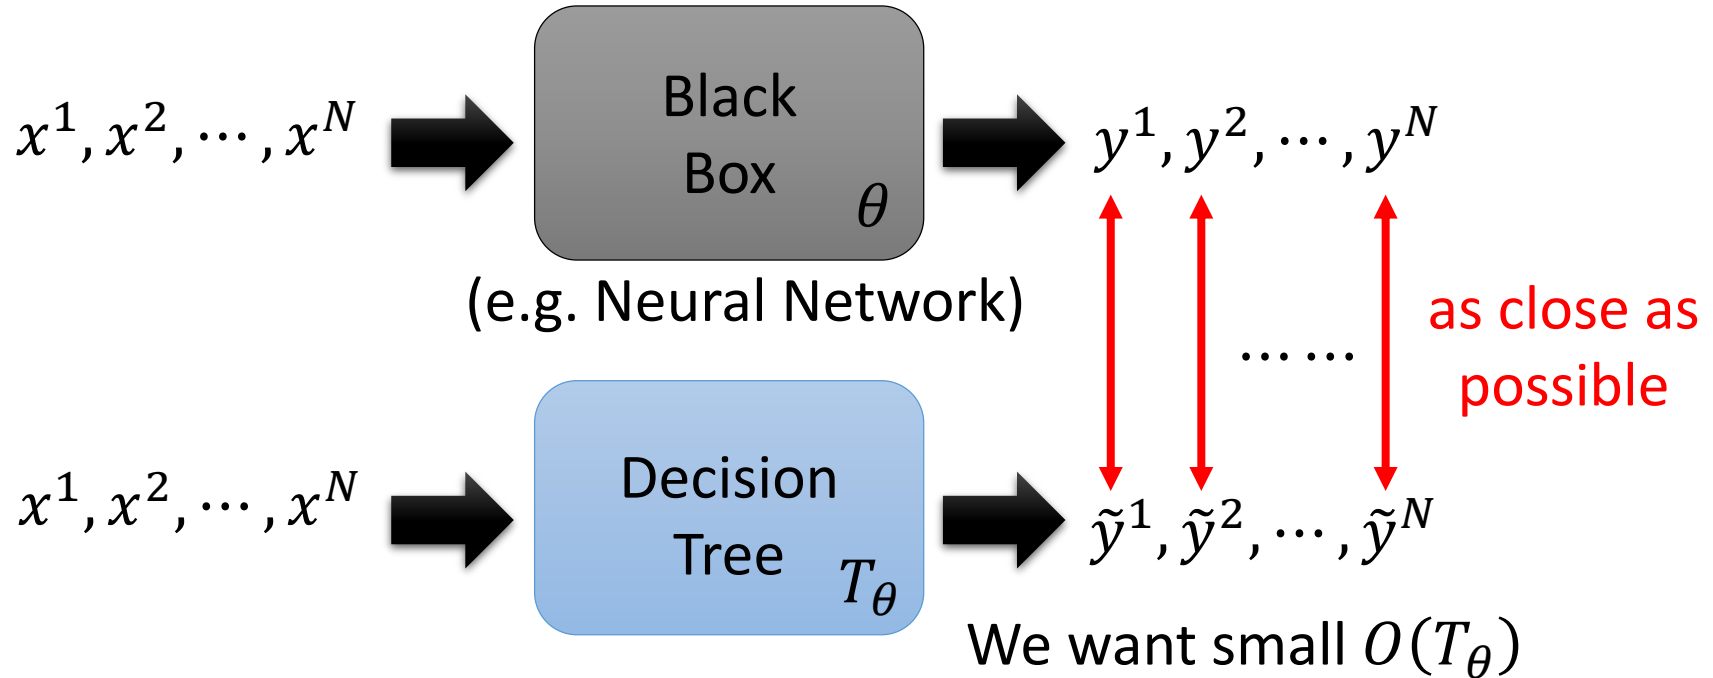 x¹, x², ⋯, xᴺ
Black
Box
θ
y¹, y², ⋯, yᴺ
(e.g. Neural Network)
as close as
possible
⋯⋯
x¹, x², ⋯, xᴺ
Decision
Tree
T_θ
ỹ¹, ỹ², ⋯, ỹᴺ
We want small O(T_θ)